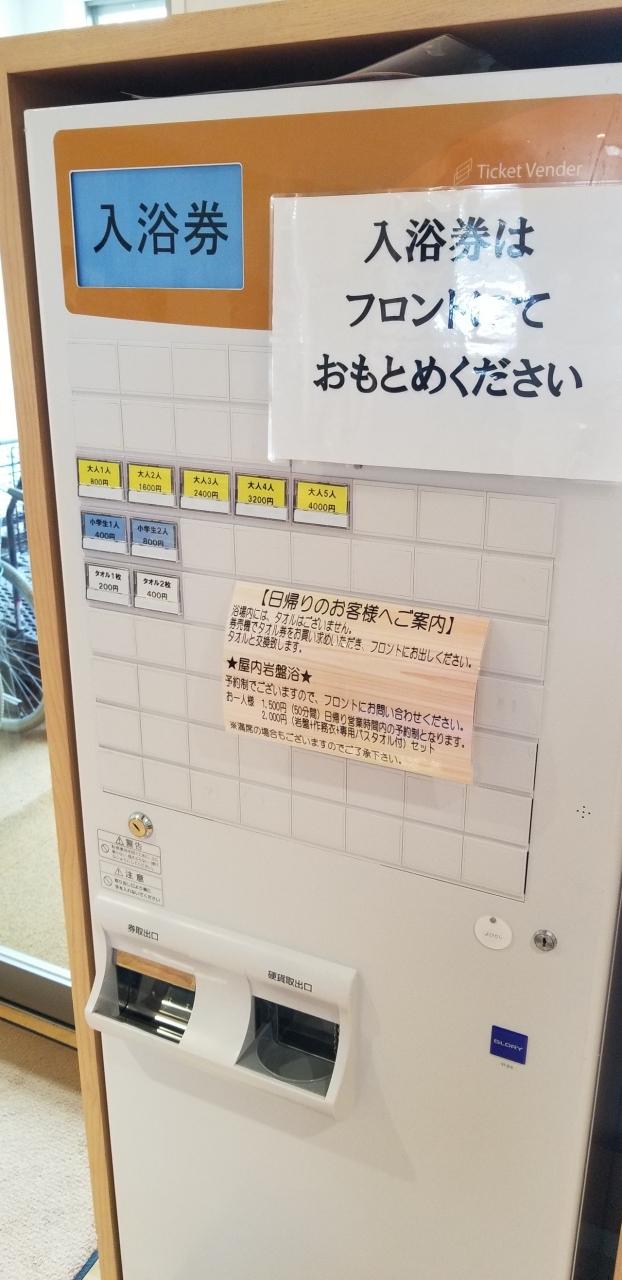 Ticket Vender
入浴券
入浴券は
フロントにて
おもとめください
大人1人 大人2人 大人3人 大人4人 大人5人
800円 1600円 2400円 3200円 4000円
小学生1人 小学生2人
400円 800円
タオル1枚 タオル2枚
200円 400円
【日帰りのお客様へご案内】
浴場内には、タオルはございません。
券売機でタオル券をお買い求めいただき、フロントにお出しください。
タオルと交換致します。
★屋内岩盤浴★
予約制でございますので、フロントにお問い合わせください。
お一人様 1,500円（50分間）日帰り営業時間内の予約制となります。
2,000円（岩盤+作務衣+専用バスタオル付）セット
※満席の場合もございますのでご了承下さい。
警告
注意
券取出口
硬貨取出口
GLORY